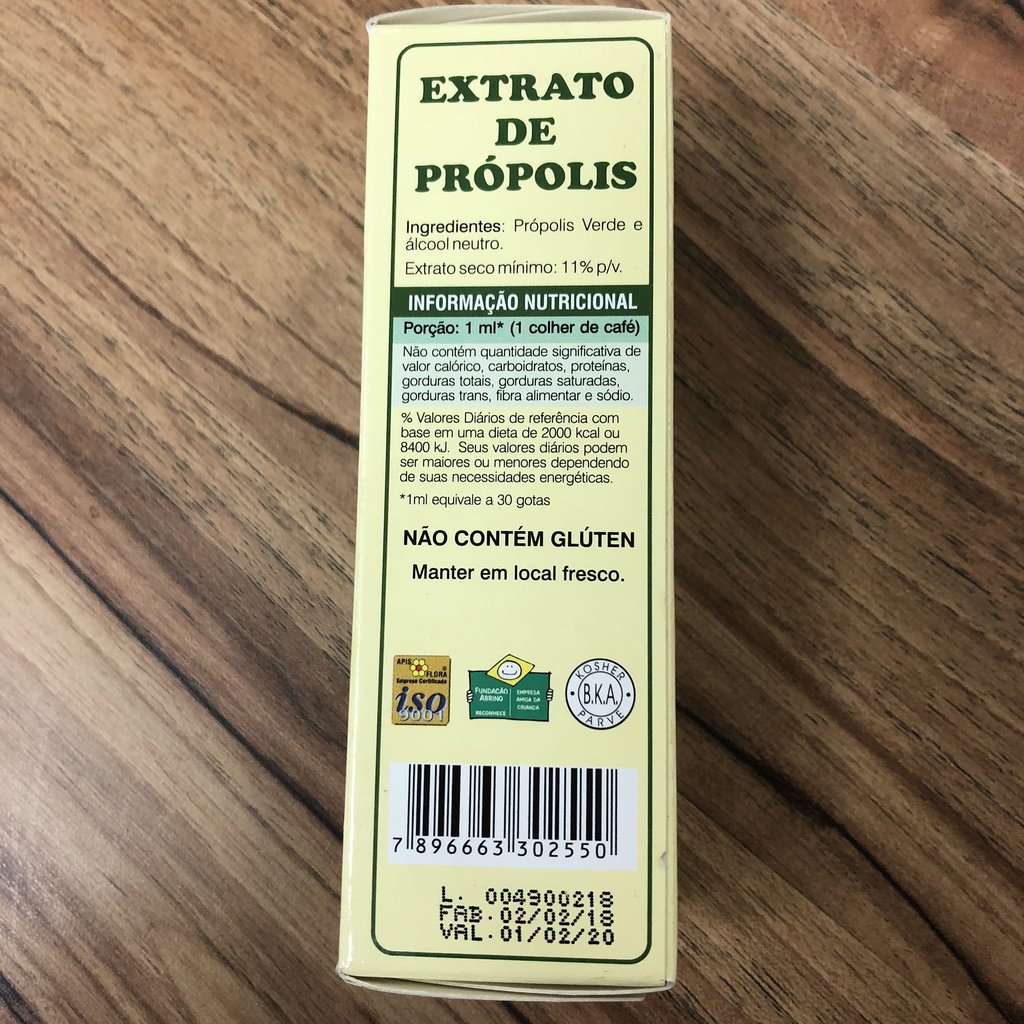 EXTRATO
DE
PRÓPOLIS
Ingredientes: Própolis Verde e
álcool neutro.
Extrato seco mínimo: 11% p/v.
INFORMAÇÃO NUTRICIONAL
Porção: 1 ml* (1 colher de café)
Não contém quantidade significativa de
valor calórico, carboidratos, proteínas,
gorduras totais, gorduras saturadas,
gorduras trans, fibra alimentar e sódio.
% Valores Diários de referência com
base em uma dieta de 2000 kcal ou
8400 kJ. Seus valores diários podem
ser maiores ou menores dependendo
de suas necessidades energéticas.
*1ml equivale a 30 gotas
NÃO CONTÉM GLÚTEN
Manter em local fresco.
APIS
FLORA ®
Empresa Certificada
iso
9001
FUNDAÇÃO
ABRINQ
RECONHECE
EMPRESA
AMIGA DA
CRIANÇA
KOSHER
B.K.A.
PARVE
7 896663 302550
L. 004900218
FAB.02/02/18
VAL.01/02/20